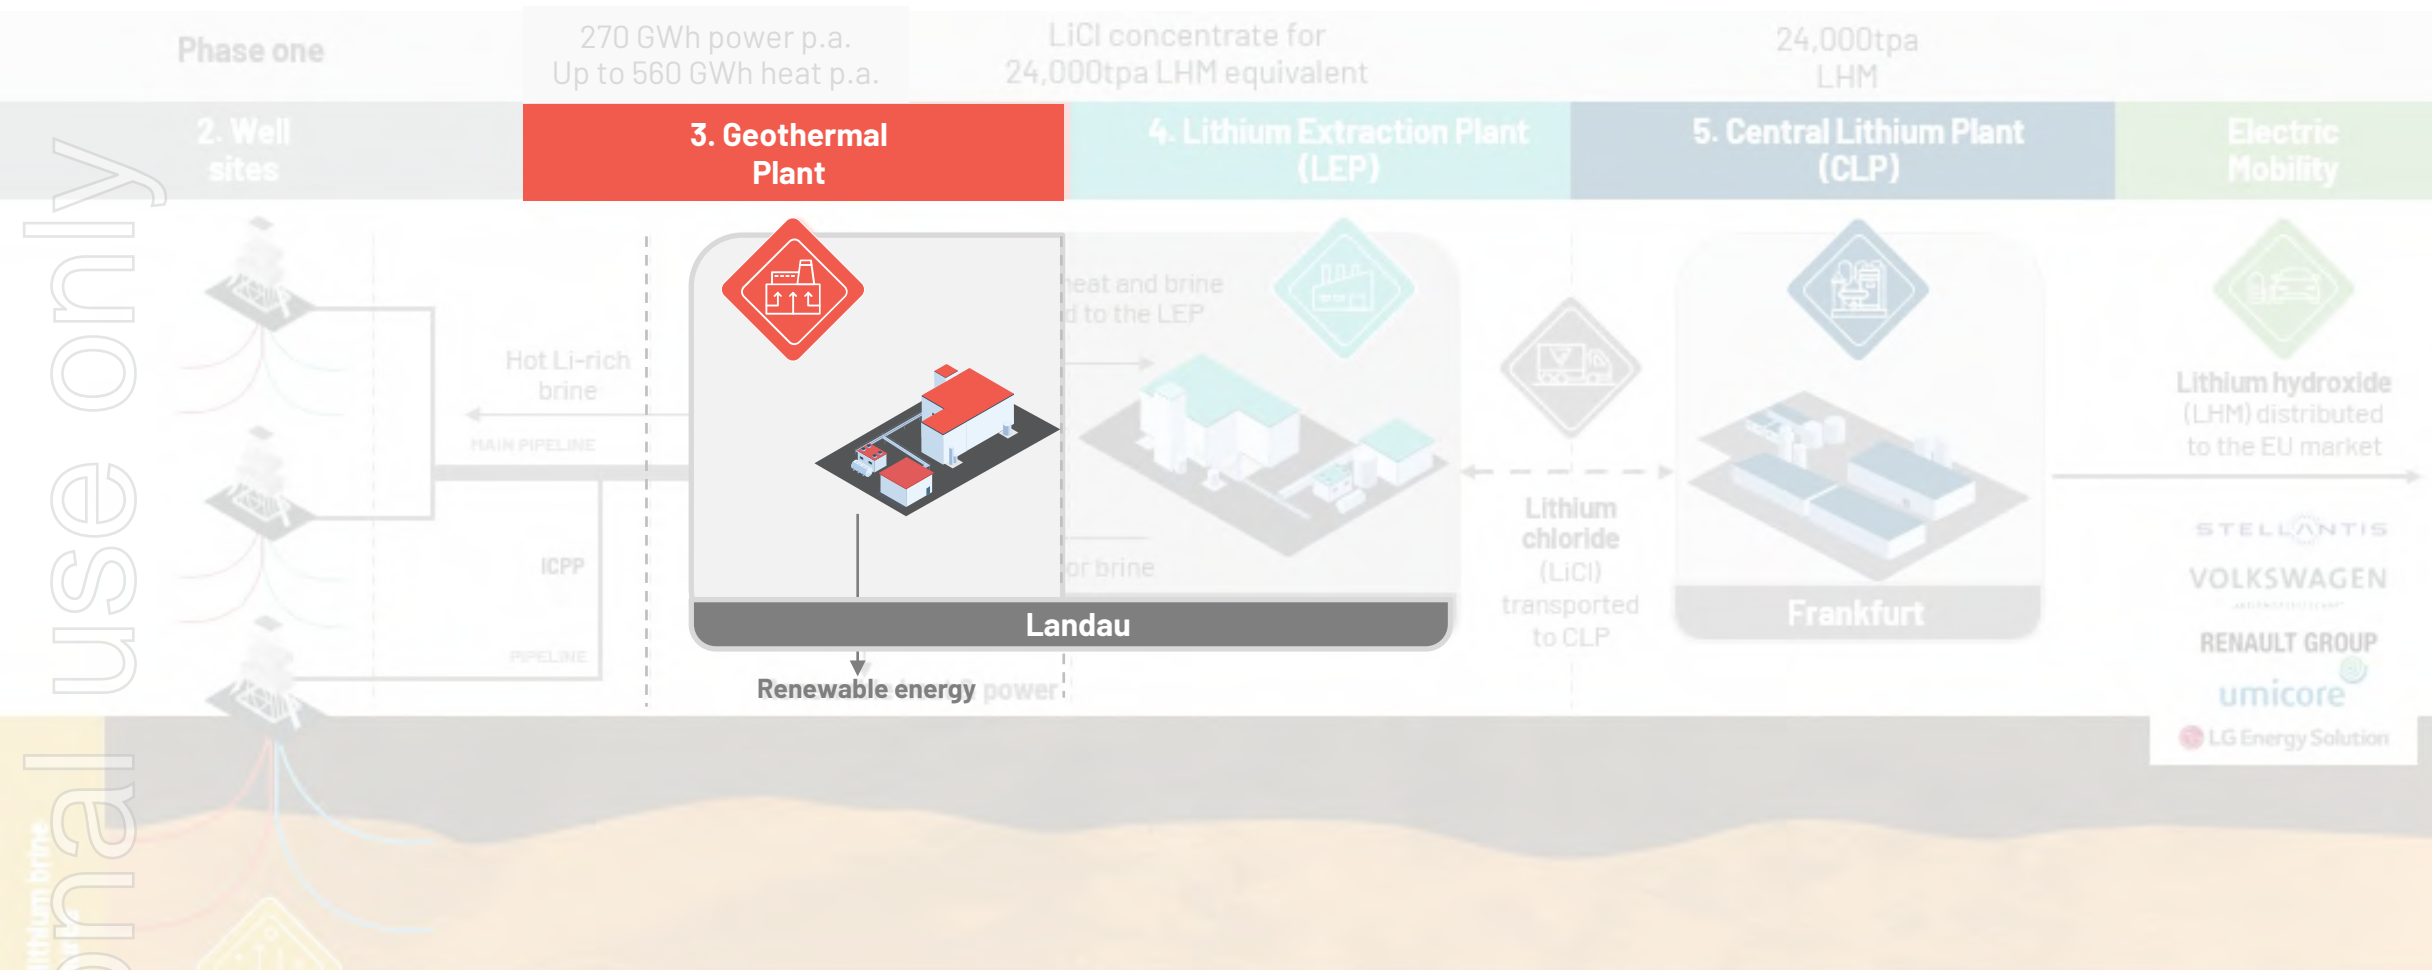 Phase one
270 GWh power p.a.
Up to 560 GWh heat p.a.
LiCl concentrate for
24,000tpa LHM equivalent
24,000tpa
LHM
2. Well
sites
3. Geothermal
Plant
4. Lithium Extraction Plant
(LEP)
5. Central Lithium Plant
(CLP)
Electric
Mobility
Hot Li-rich
brine
MAIN PIPELINE
ICPP
PIPELINE
heat and brine
d to the LEP
or brine
Landau
Renewable energy
power
Lithium
chloride
(LiCl)
transported
to CLP
Frankfurt
Lithium hydroxide
(LHM) distributed
to the EU market
STELLANTIS
VOLKSWAGEN
RENAULT GROUP
umicore
LG Energy Solution
ithium brine
onal use only